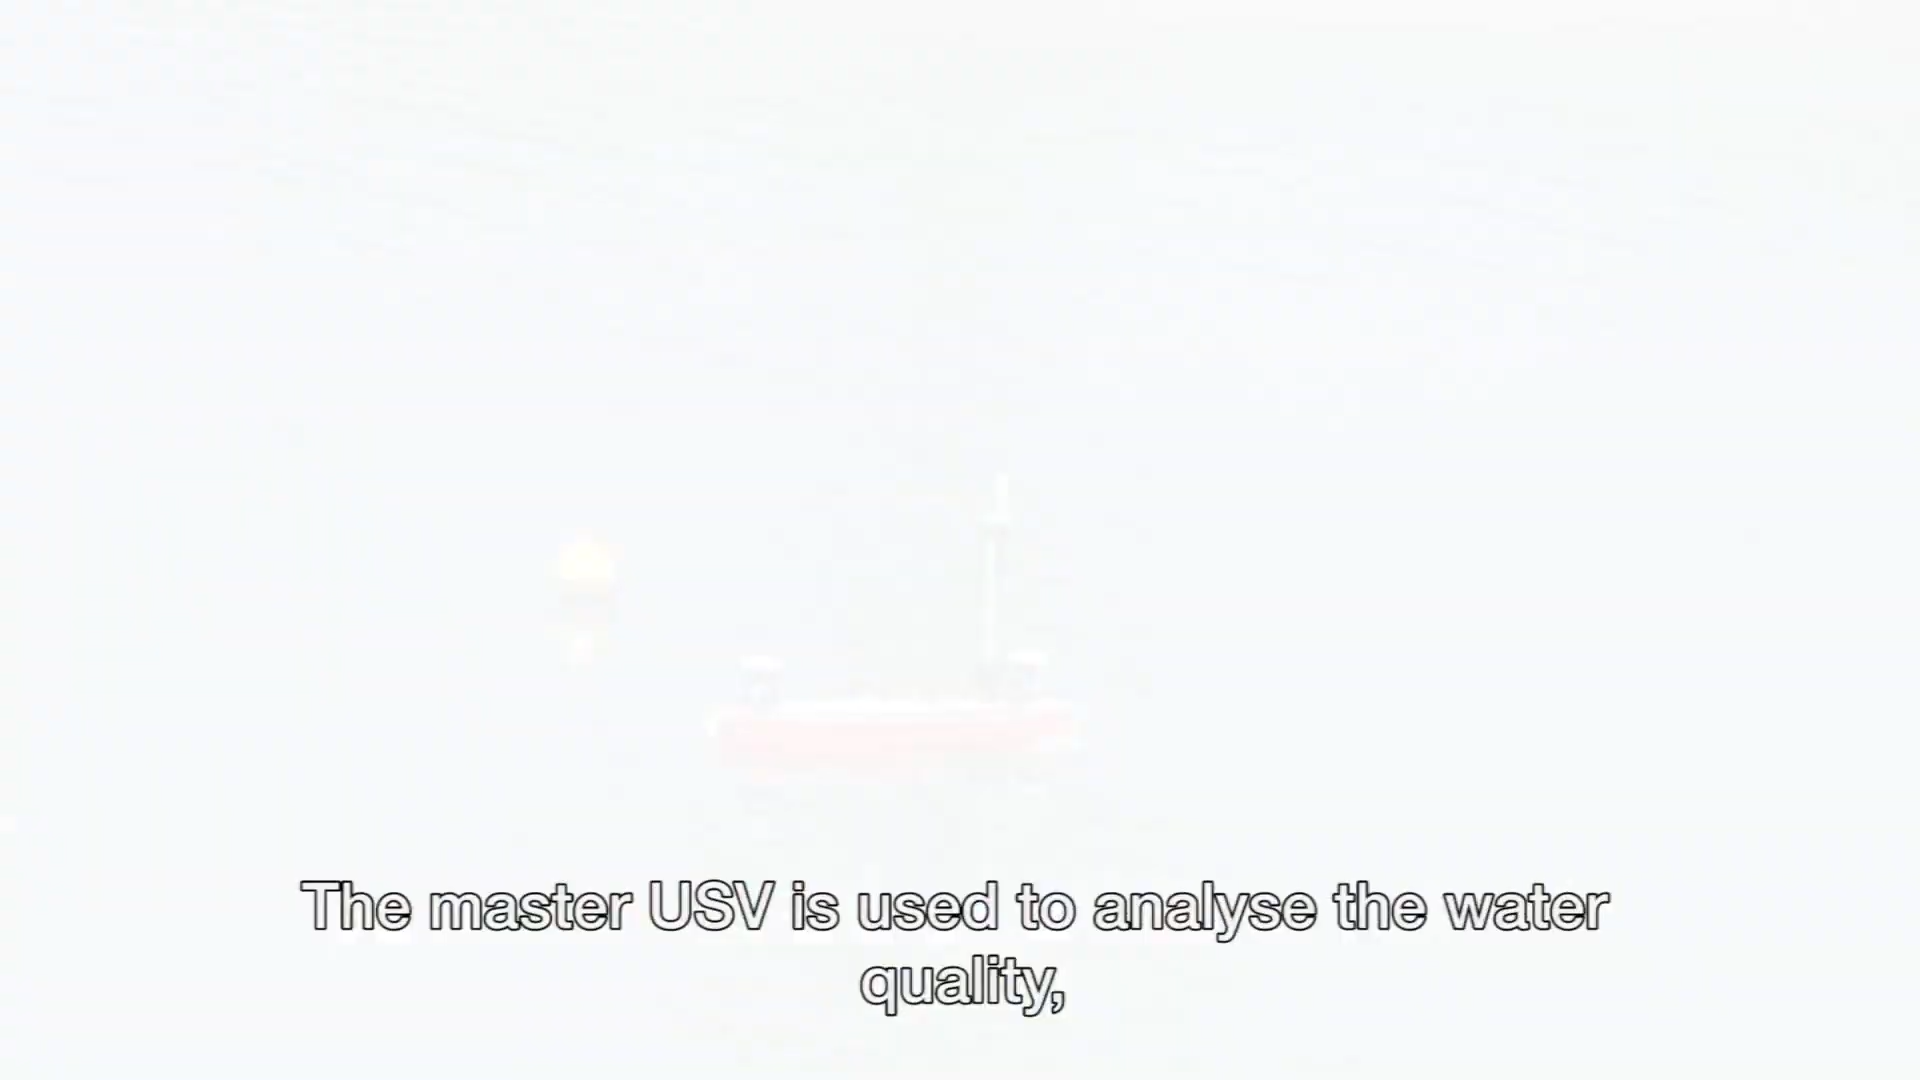 The master USV is used to analyse the water
quality,